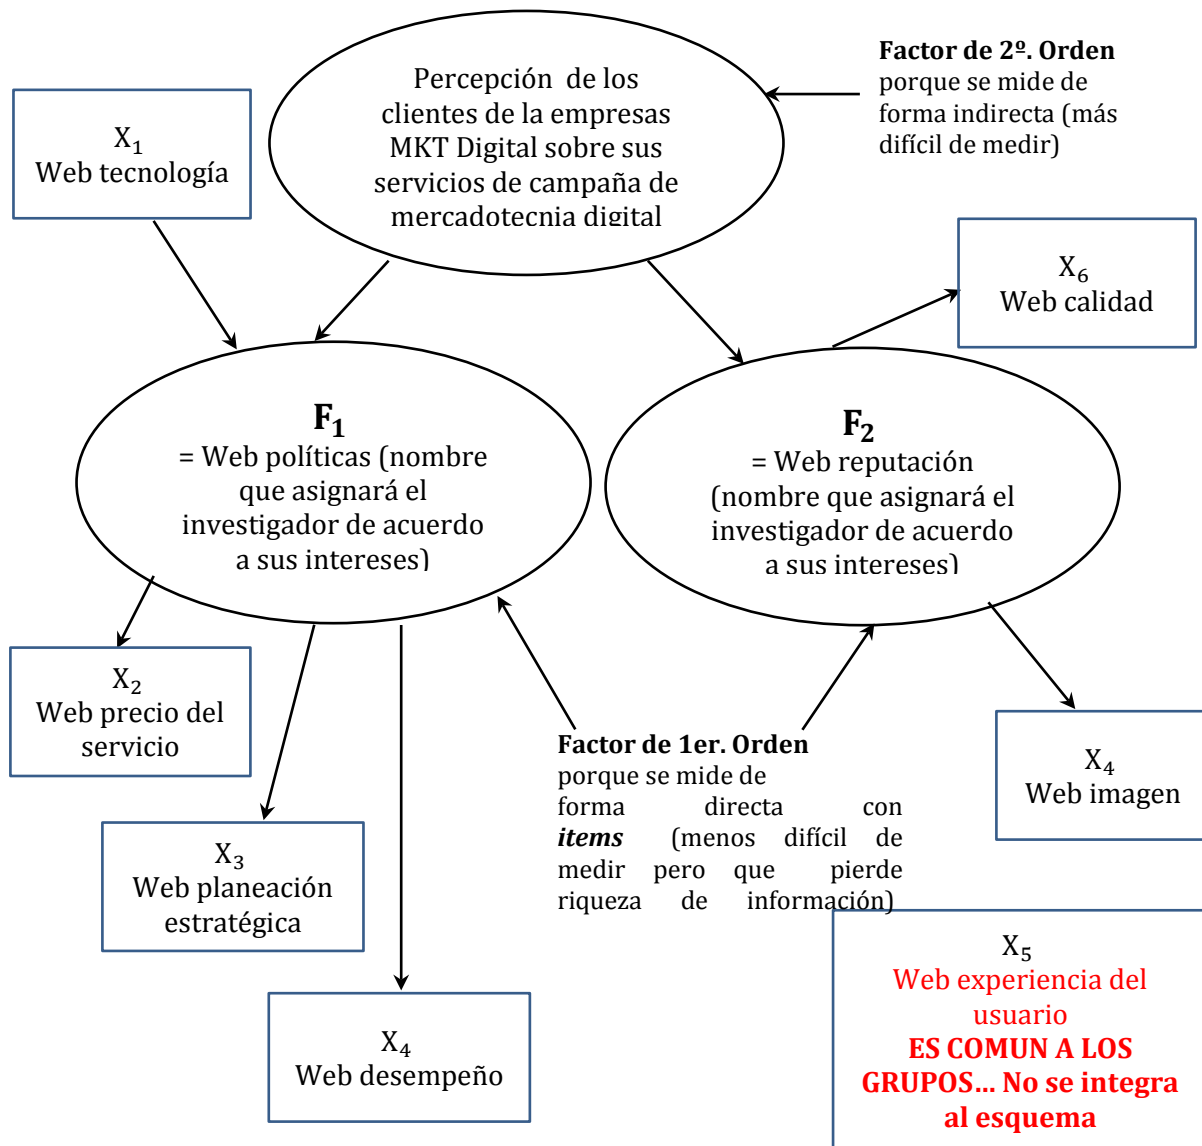 Percepción de los
clientes de la empresas
MKT Digital sobre sus
servicios de campaña de
mercadotecnia digital
Factor de 2º. Orden
porque se mide de
forma indirecta (más
difícil de medir)
X₁
Web tecnología
X₆
Web calidad
F₁
= Web políticas (nombre
que asignará el
investigador de acuerdo
a sus intereses)
F₂
= Web reputación
(nombre que asignará el
investigador de acuerdo
a sus intereses)
X₂
Web precio del
servicio
Factor de 1er. Orden
porque se mide de
forma directa con
items (menos difícil de
medir pero que pierde
riqueza de información)
X₄
Web imagen
X₃
Web planeación
estratégica
X₄
Web desempeño
X₅
Web experiencia del
usuario
ES COMUN A LOS
GRUPOS... No se integra
al esquema